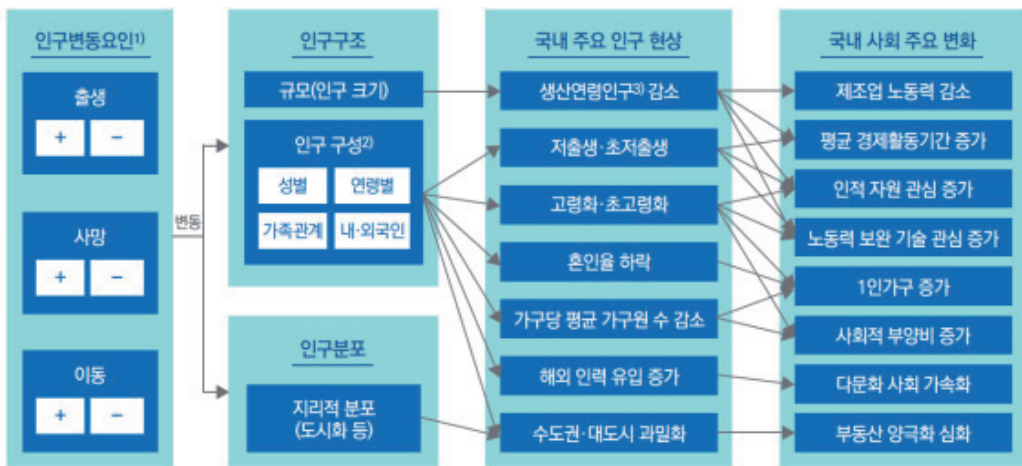 인구변동요인1)
출생
+ −
사망
+ −
이동
+ −
변동
인구구조
규모(인구 크기)
인구 구성2)
성별 연령별
가족관계 내·외국인
인구분포
지리적 분포
(도시화 등)
국내 주요 인구 현상
생산연령인구3) 감소
저출생·초저출생
고령화·초고령화
혼인율 하락
가구당 평균 가구원 수 감소
해외 인력 유입 증가
수도권·대도시 과밀화
국내 사회 주요 변화
제조업 노동력 감소
평균 경제활동기간 증가
인적 자원 관심 증가
노동력 보완 기술 관심 증가
1인가구 증가
사회적 부양비 증가
다문화 사회 가속화
부동산 양극화 심화